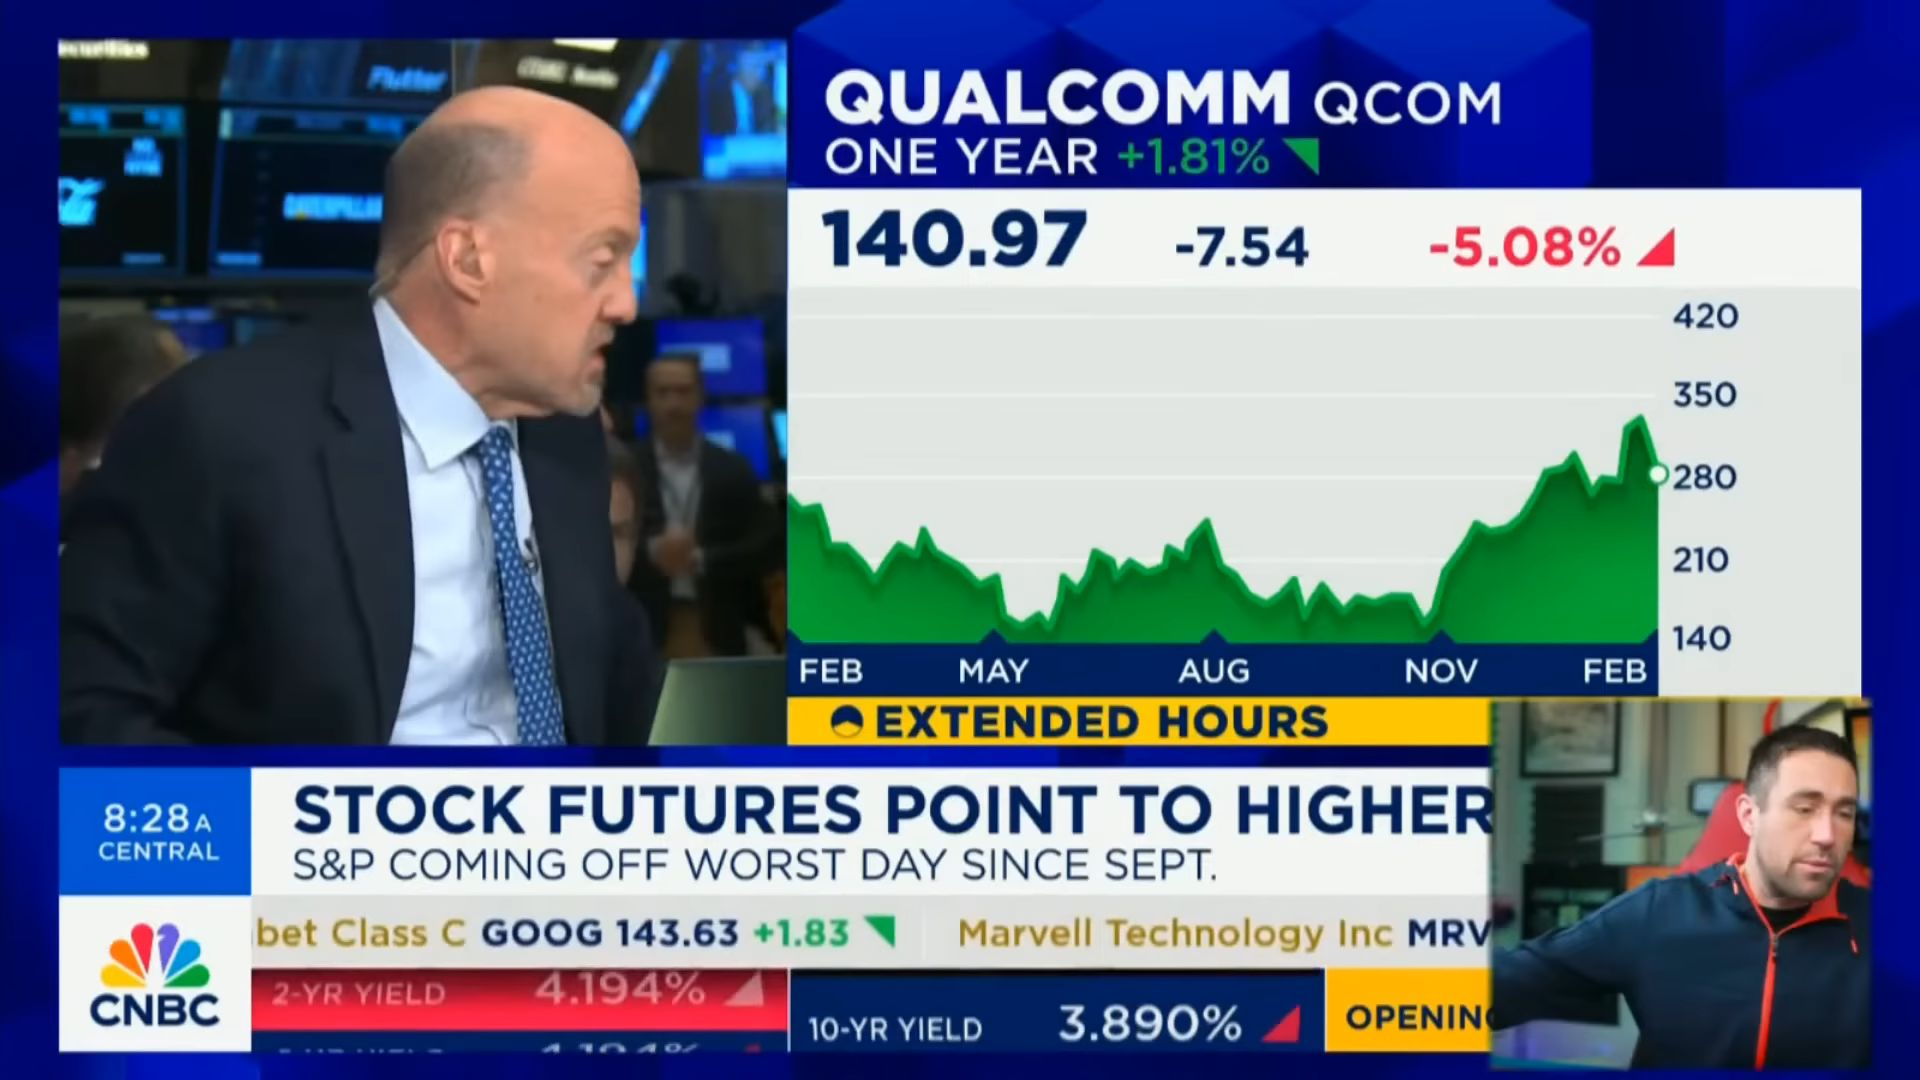 Flutter
CATERPILLAR
QUALCOMM QCOM
ONE YEAR +1.81%
140.97 -7.54 -5.08%
420
350
280
210
140
FEB MAY AUG NOV FEB
EXTENDED HOURS
8:28 A
CENTRAL
STOCK FUTURES POINT TO HIGHER
S&P COMING OFF WORST DAY SINCE SEPT.
bet Class C GOOG 143.63 +1.83 Marvell Technology Inc MRV
CNBC
2-YR YIELD 4.194%
10-YR YIELD 3.890%
OPENIN